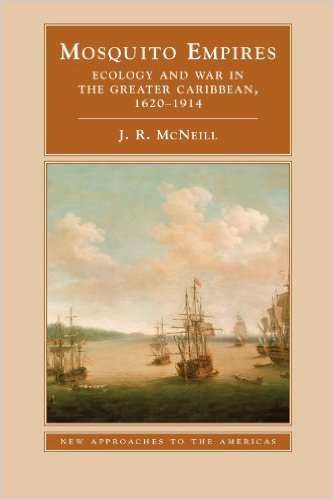 MOSQUITO EMPIRES
ECOLOGY AND WAR IN
THE GREATER CARIBBEAN,
1620–1914
J. R. MCNEILL
NEW APPROACHES TO THE AMERICAS